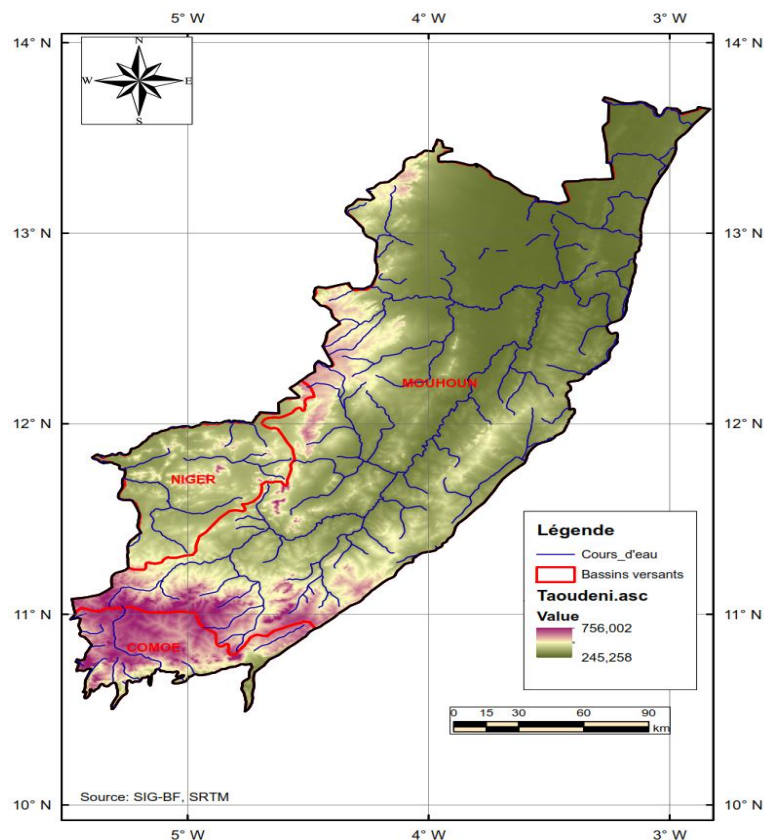 5° W 4° W 3° W
14° N 14° N
N
W E
S
13° N 13° N
MOUHOUN
12° N 12° N
NIGER
Légende
Cours_d'eau
Bassins versants
Taoudeni.asc
Value
756,002
245,258
11° N 11° N
COMOE
0 15 30 60 90
km
Source: SIG-BF, SRTM
10° N 10° N
5° W 4° W 3° W